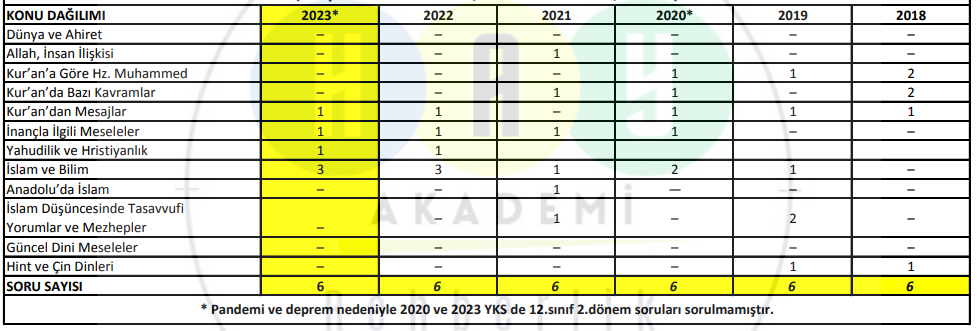 KONU DAĞILIMI 2023* 2022 2021 2020* 2019 2018
Dünya ve Ahiret – – – – – –
Allah, İnsan İlişkisi – – 1 – – –
Kur’an’a Göre Hz. Muhammed – – – 1 1 2
Kur’an’da Bazı Kavramlar – – 1 1 – 2
Kur’an’dan Mesajlar 1 1 – 1 1 1
İnançla İlgili Meseleler 1 1 1 1 – –
Yahudilik ve Hristiyanlık 1 1
İslam ve Bilim 3 3 1 2 1 –
Anadolu’da İslam – – 1 — – –
İslam Düşüncesinde Tasavvufi
Yorumlar ve Mezhepler – – 1 – 2 –
Güncel Dini Meseleler – – – – – –
Hint ve Çin Dinleri – – – – 1 1
SORU SAYISI 6 6 6 6 6 6
* Pandemi ve deprem nedeniyle 2020 ve 2023 YKS de 12.sınıf 2.dönem soruları sorulmamıştır.
AKADEMİ